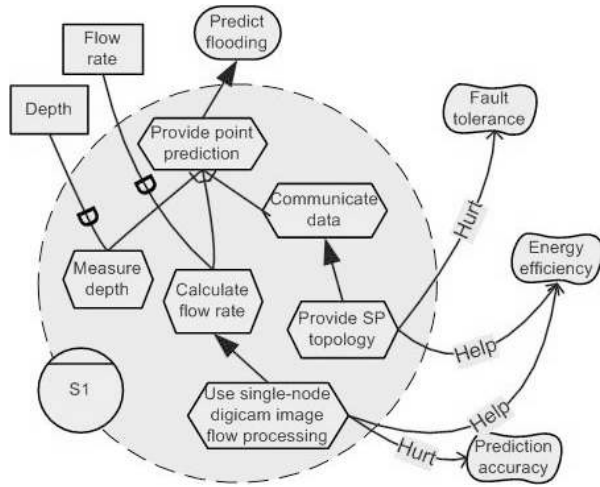 Predict
flooding
Flow
rate
Depth
Fault
tolerance
Provide point
prediction
D
D
Communicate
data
Hurt
Energy
efficiency
Measure
depth
Calculate
flow rate
Provide SP
topology
Help
S1
Use single-node
digicam image
flow processing
Help
Hurt
Prediction
accuracy